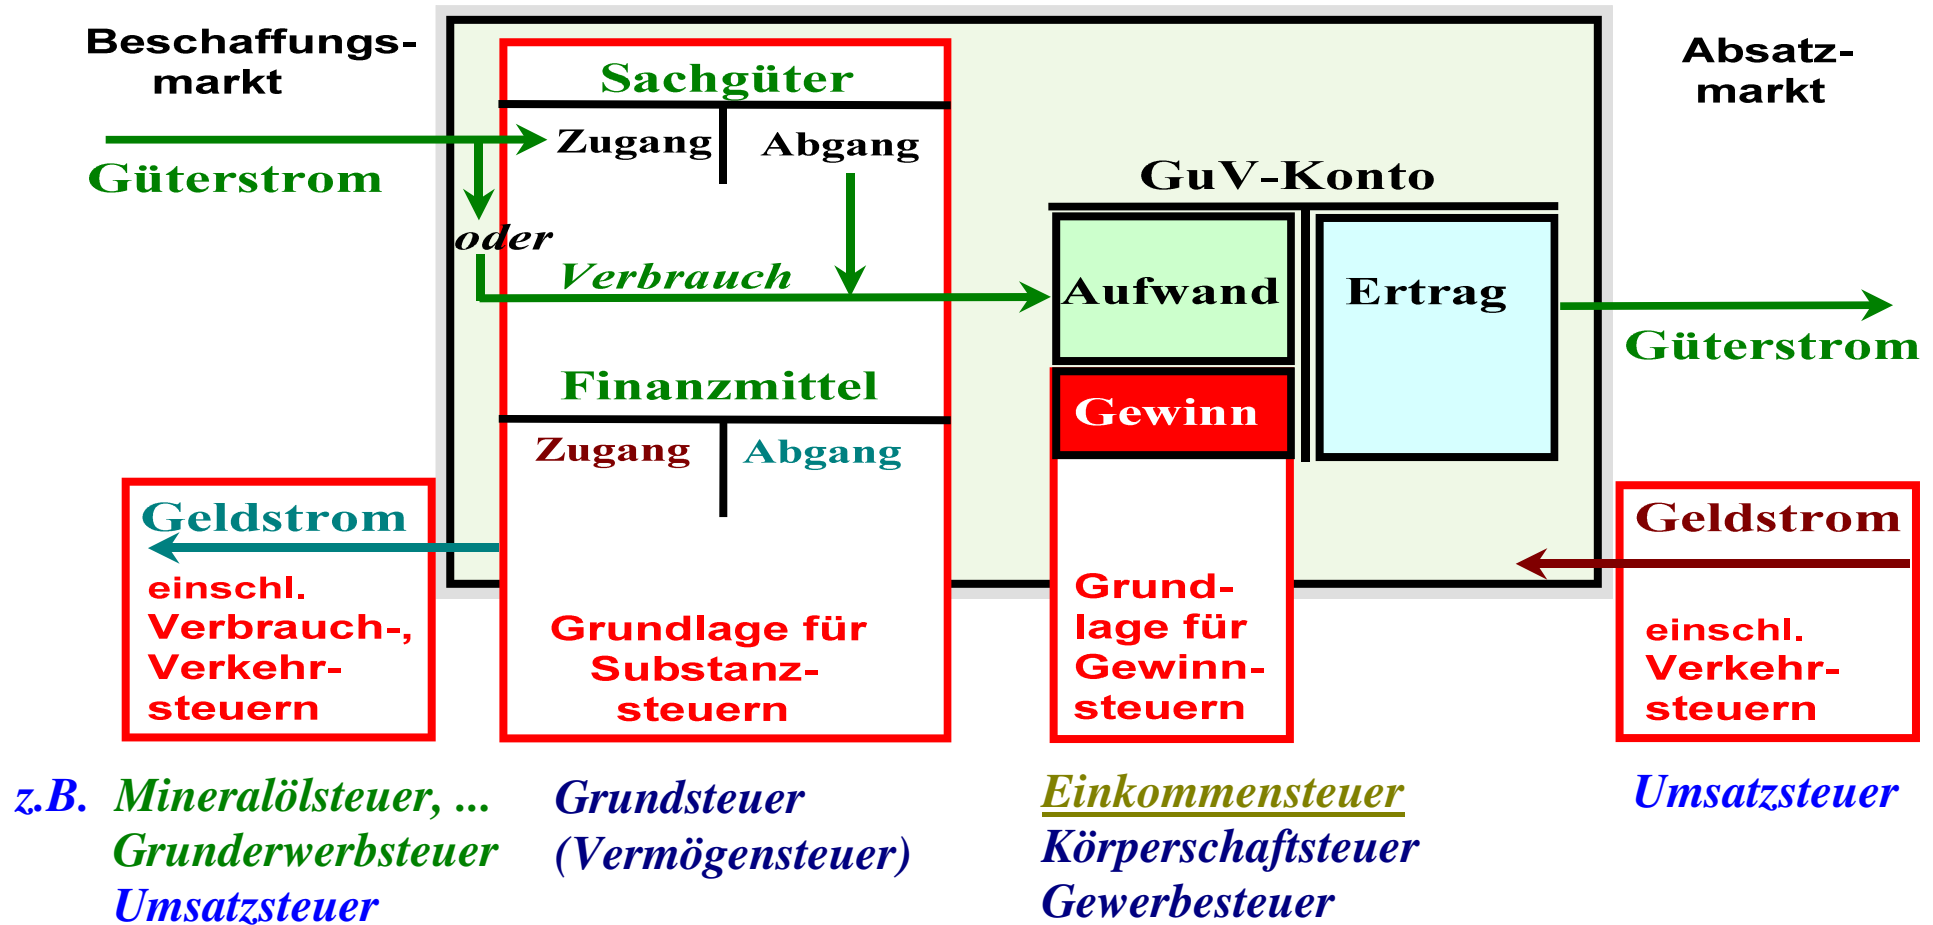 Beschaffungs-
markt
Güterstrom
Sachgüter
Zugang
Abgang
oder
Verbrauch
Finanzmittel
Zugang
Abgang
GuV-Konto
Aufwand
Ertrag
Gewinn
Absatz-
markt
Güterstrom
Geldstrom
einschl.
Verbrauch-,
Verkehr-
steuern
Grundlage für
Substanz-
steuern
Grund-
lage für
Gewinn-
steuern
Geldstrom
einschl.
Verkehr-
steuern
z.B. Mineralölsteuer, ...
Grunderwerbsteuer
Umsatzsteuer
Grundsteuer
(Vermögensteuer)
Einkommensteuer
Körperschaftsteuer
Gewerbesteuer
Umsatzsteuer